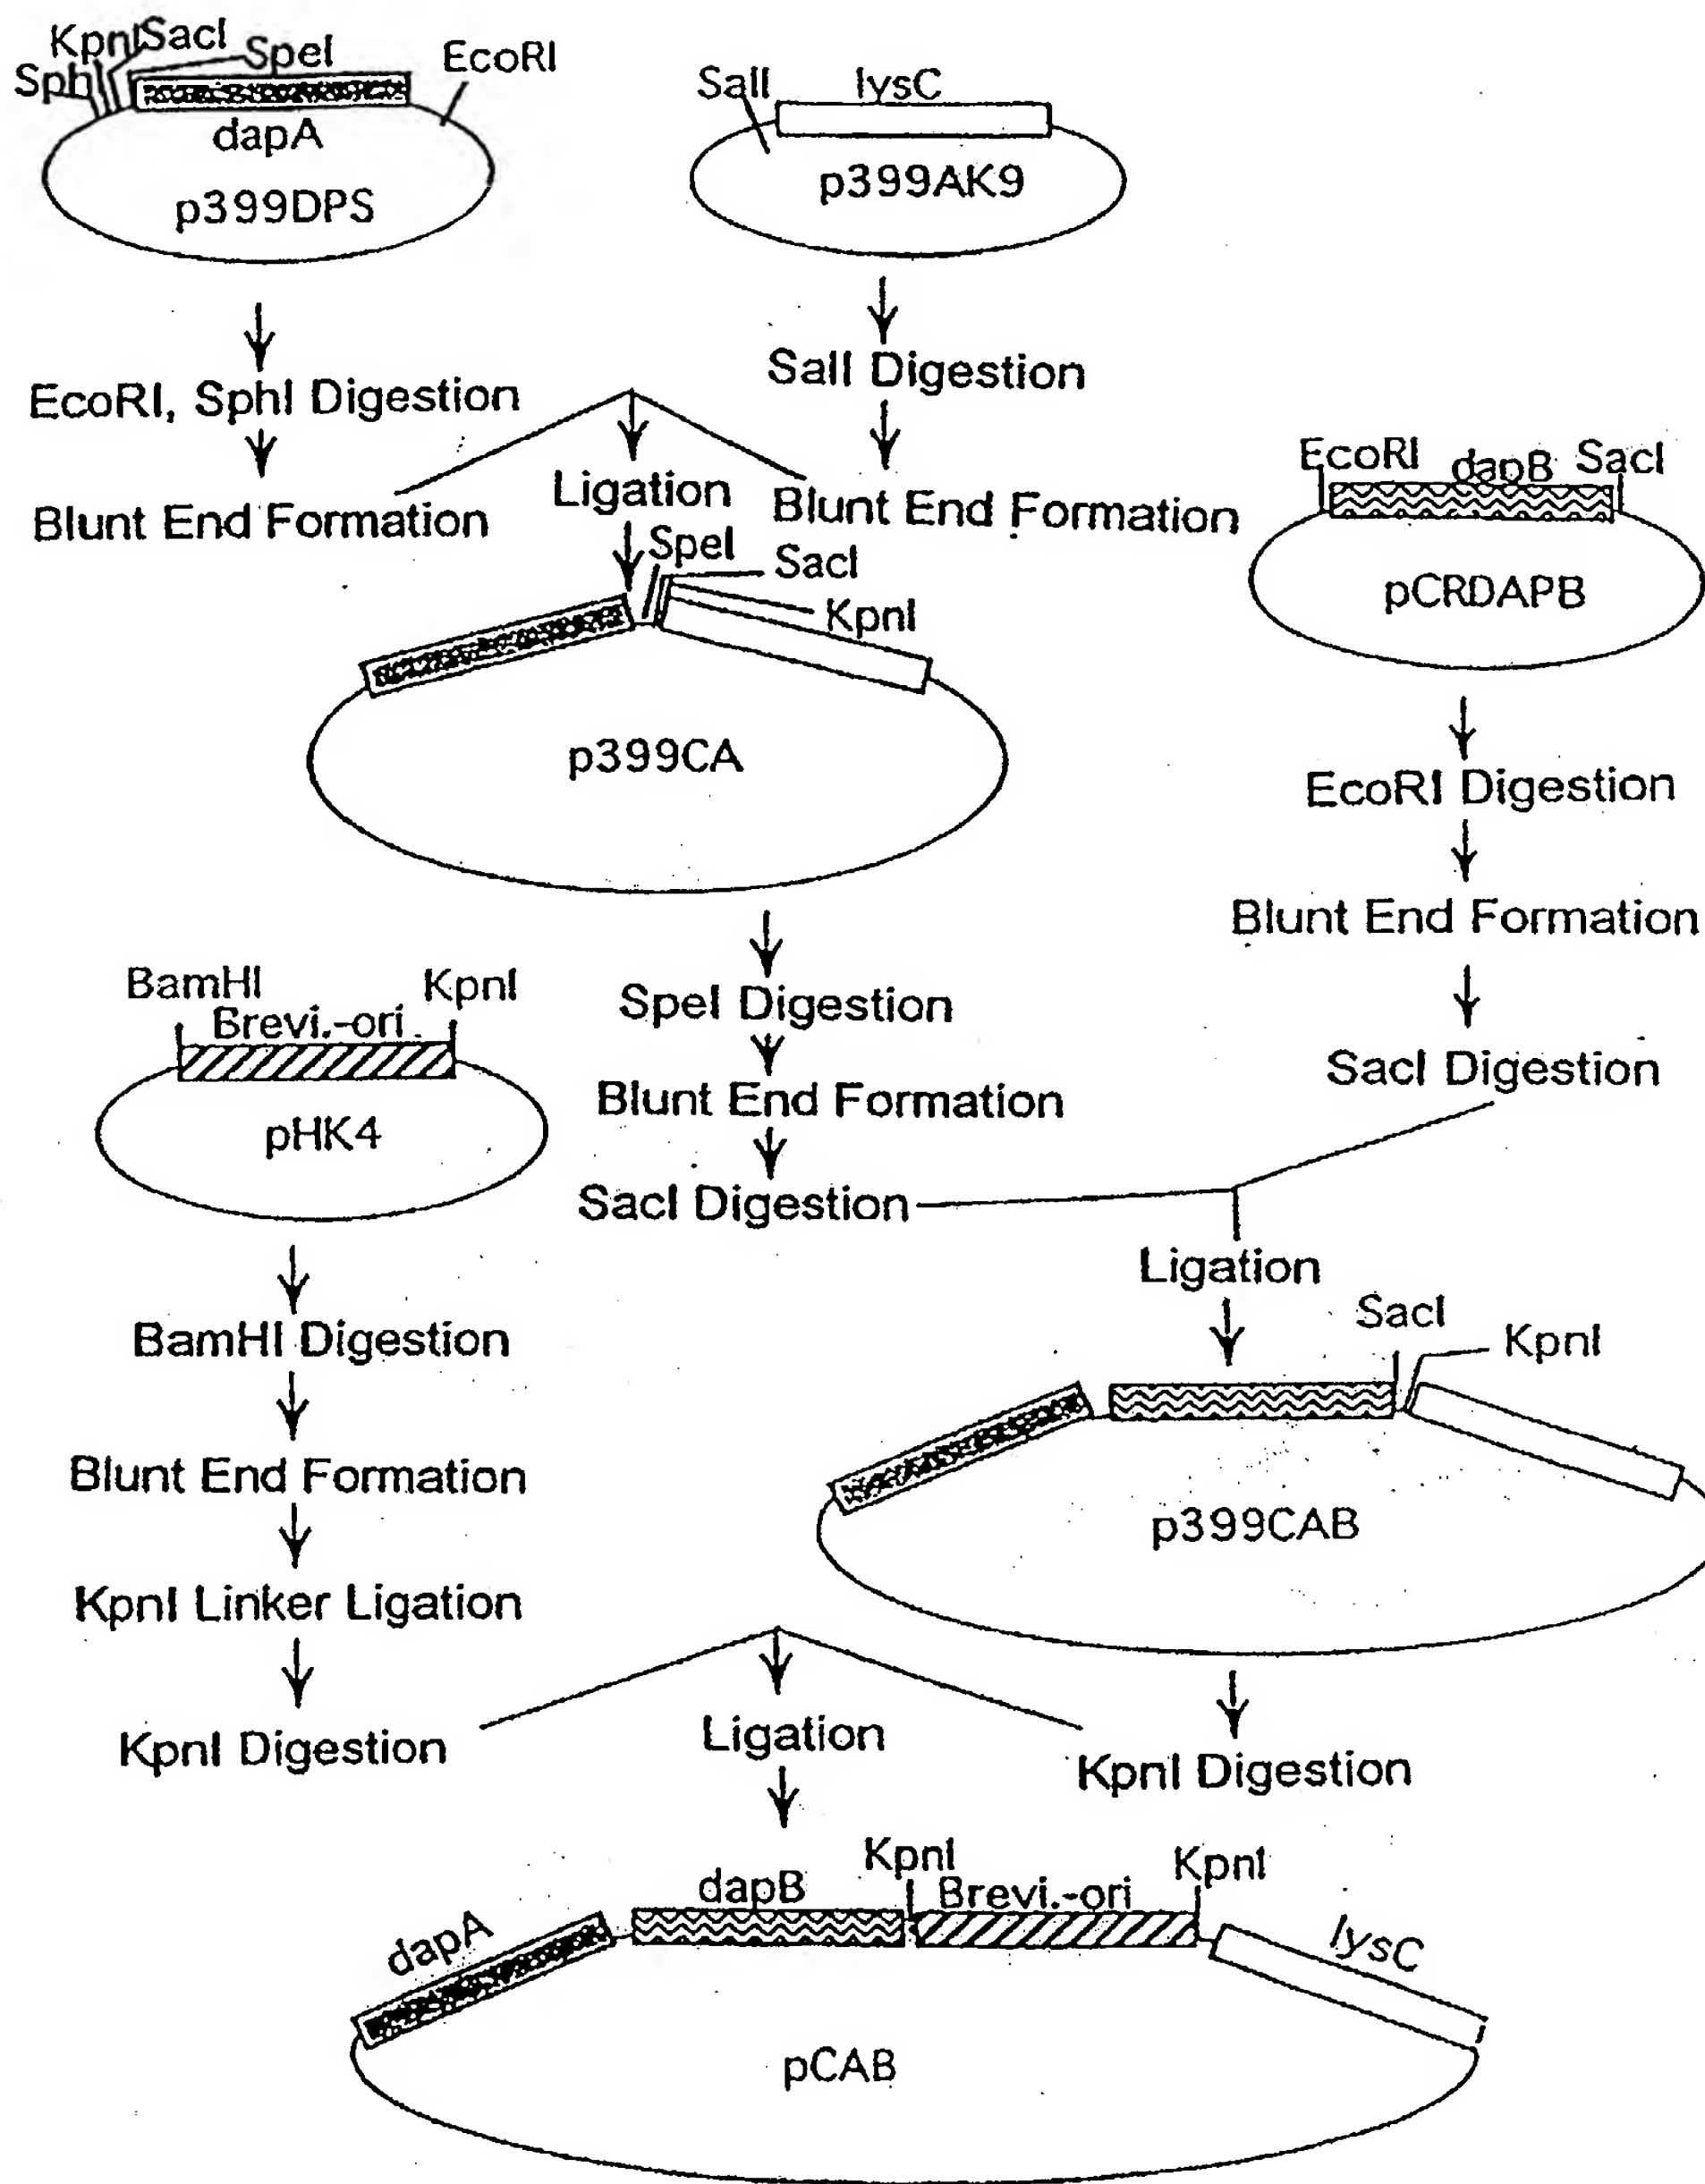 KpnI
SacI
SphI
SpeI
EcoRI
dapA
p399DPS
SalI
lysC
p399AK9
EcoRI, SphI Digestion
Blunt End Formation
SalI Digestion
Blunt End Formation
Ligation
EcoRI
dapB
SacI
pCRDAPB
SpeI
SacI
KpnI
p399CA
EcoRI Digestion
Blunt End Formation
SacI Digestion
BamHI
KpnI
Brevi.-ori
pHK4
SpeI Digestion
Blunt End Formation
SacI Digestion
Ligation
BamHI Digestion
Blunt End Formation
KpnI Linker Ligation
KpnI Digestion
SacI
KpnI
p399CAB
KpnI Digestion
Ligation
dapA
dapB
KpnI
Brevi.-ori
KpnI
lysC
pCAB